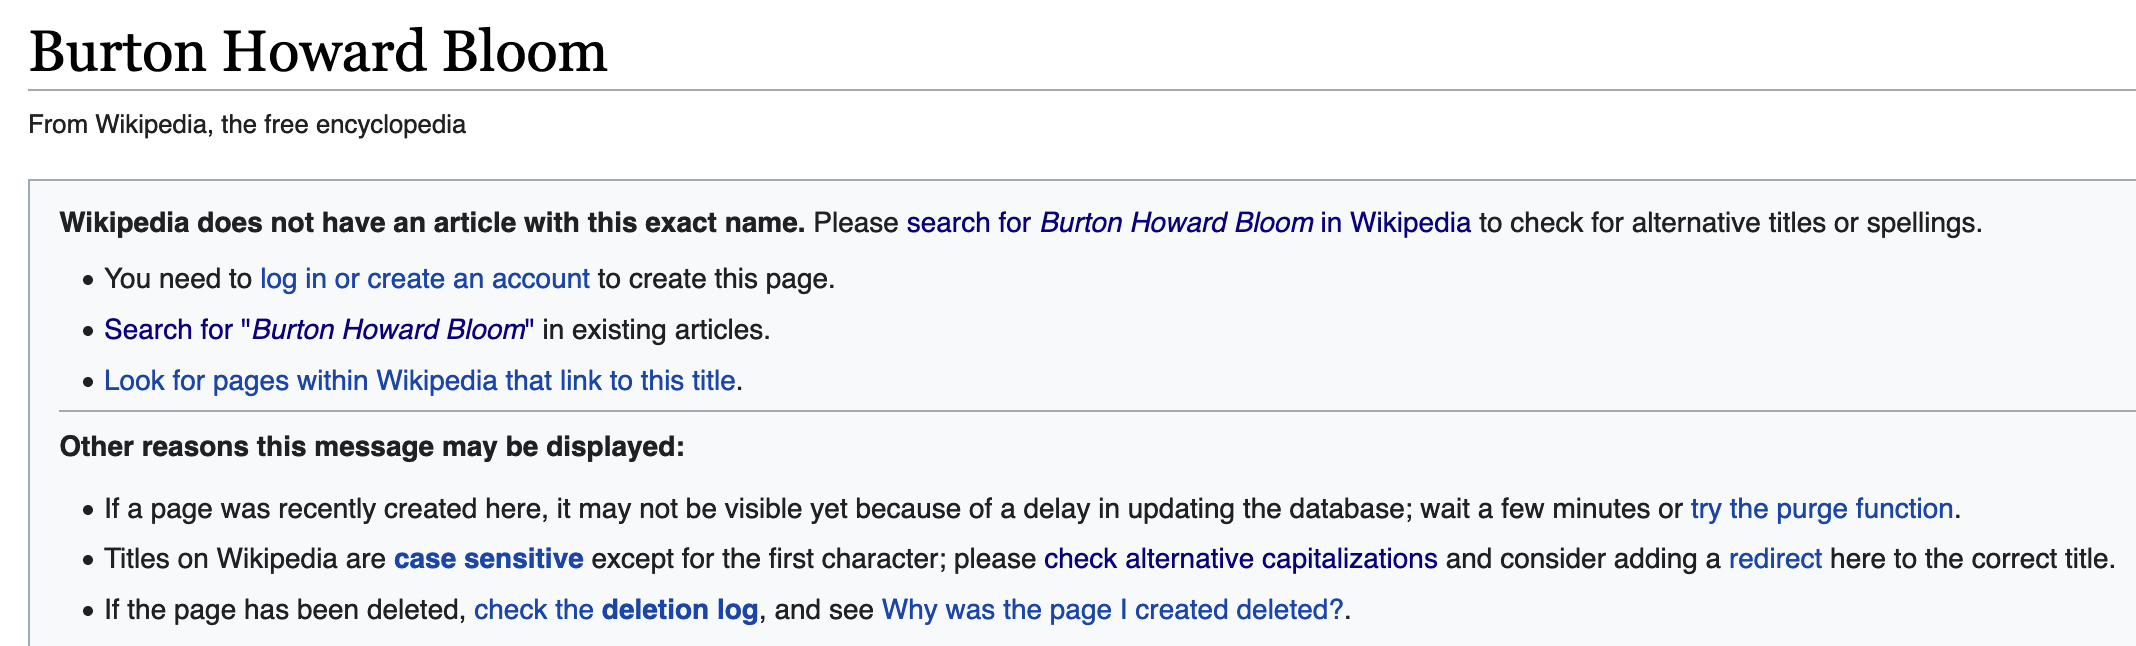 Burton Howard Bloom
From Wikipedia, the free encyclopedia
Wikipedia does not have an article with this exact name. Please search for Burton Howard Bloom in Wikipedia to check for alternative titles or spellings.
• You need to log in or create an account to create this page.
• Search for "Burton Howard Bloom" in existing articles.
• Look for pages within Wikipedia that link to this title.
Other reasons this message may be displayed:
• If a page was recently created here, it may not be visible yet because of a delay in updating the database; wait a few minutes or try the purge function.
• Titles on Wikipedia are case sensitive except for the first character; please check alternative capitalizations and consider adding a redirect here to the correct title.
• If the page has been deleted, check the deletion log, and see Why was the page I created deleted?.